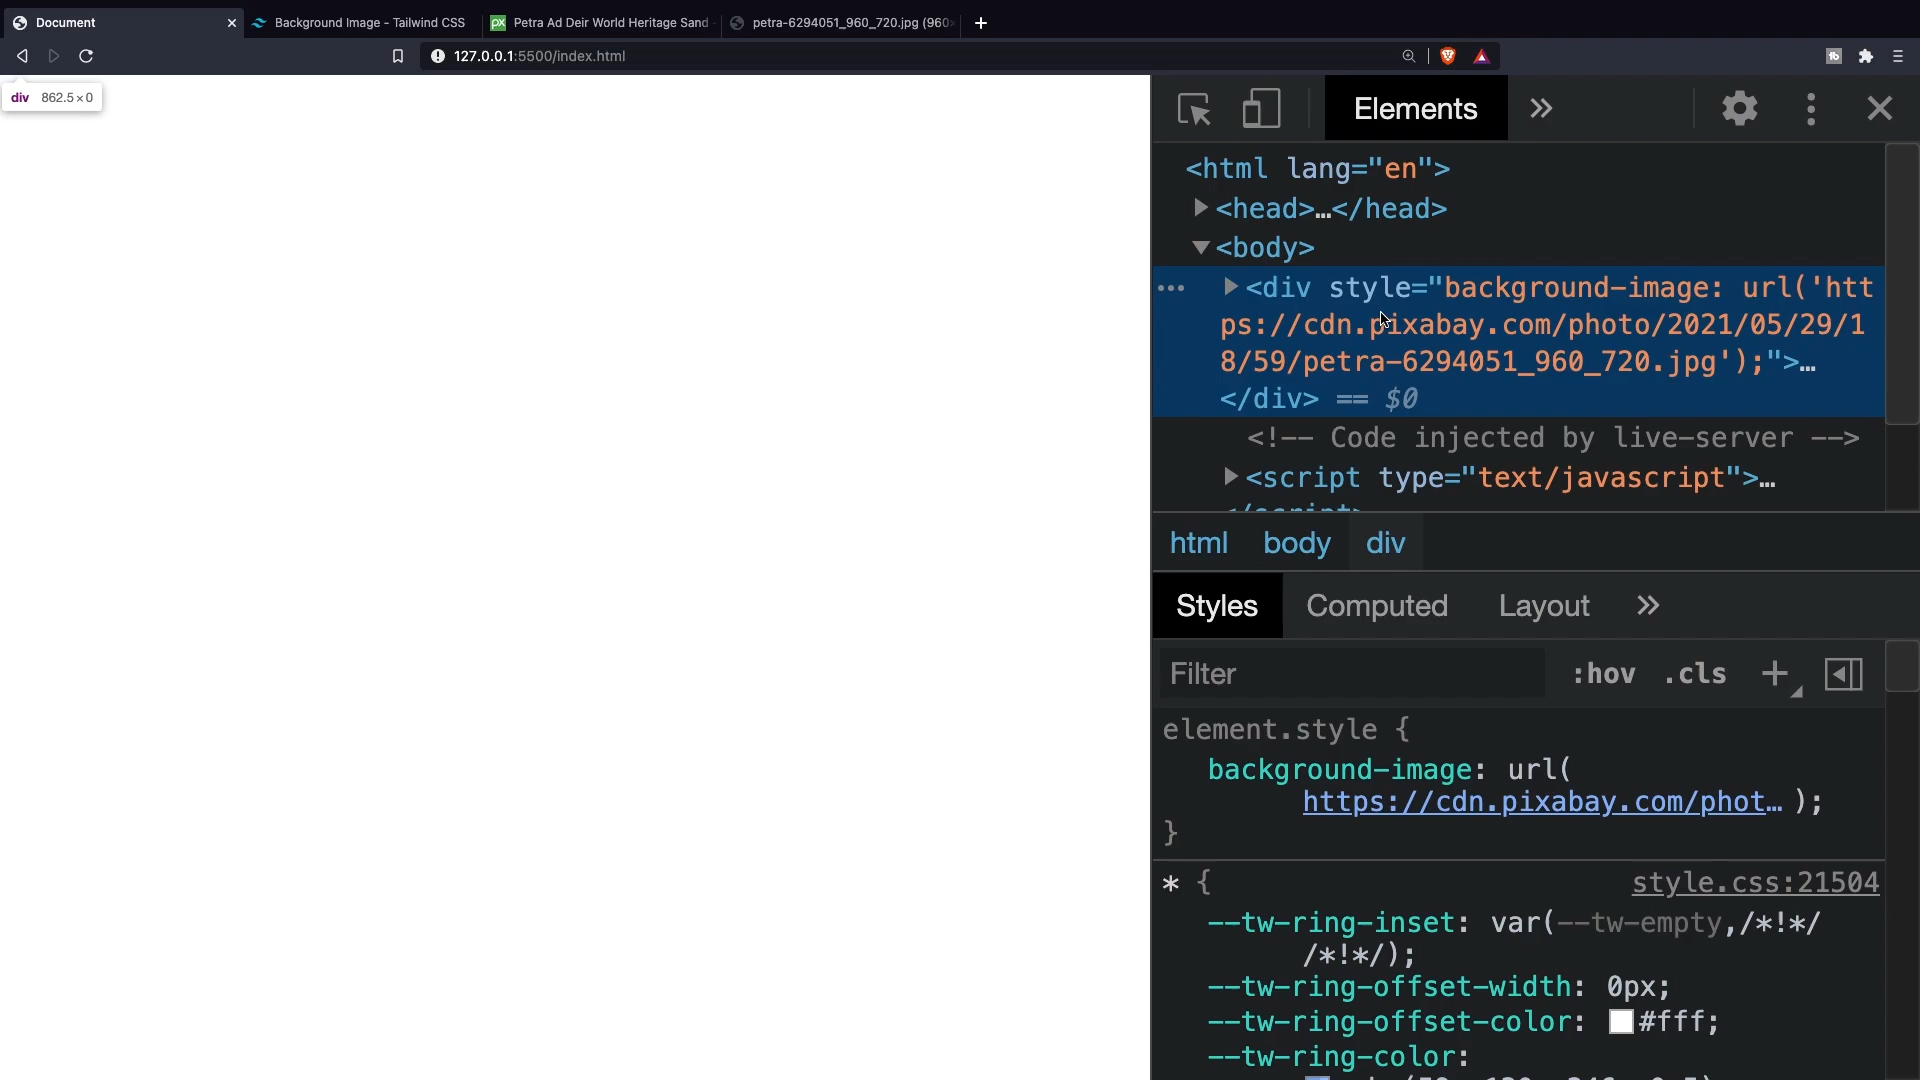 Document
Background Image - Tailwind CSS
Petra Ad Deir World Heritage Sand
petra-6294051_960_720.jpg (960
127.0.0.1:5500/index.html
div 862.5×0
Elements
<html lang="en">
<head>…</head>
<body>
<div style="background-image: url('htt
ps://cdn.pixabay.com/photo/2021/05/29/1
8/59/petra-6294051_960_720.jpg');">…
</div> == $0
<!-- Code injected by live-server -->
<script type="text/javascript">…
</script>
html body div
Styles Computed Layout
Filter :hov .cls
element.style {
background-image: url(
https://cdn.pixabay.com/phot… );
}
* { style.css:21504
--tw-ring-inset: var(--tw-empty,/*!*/
/*!*/);
--tw-ring-offset-width: 0px;
--tw-ring-offset-color: #fff;
--tw-ring-color: